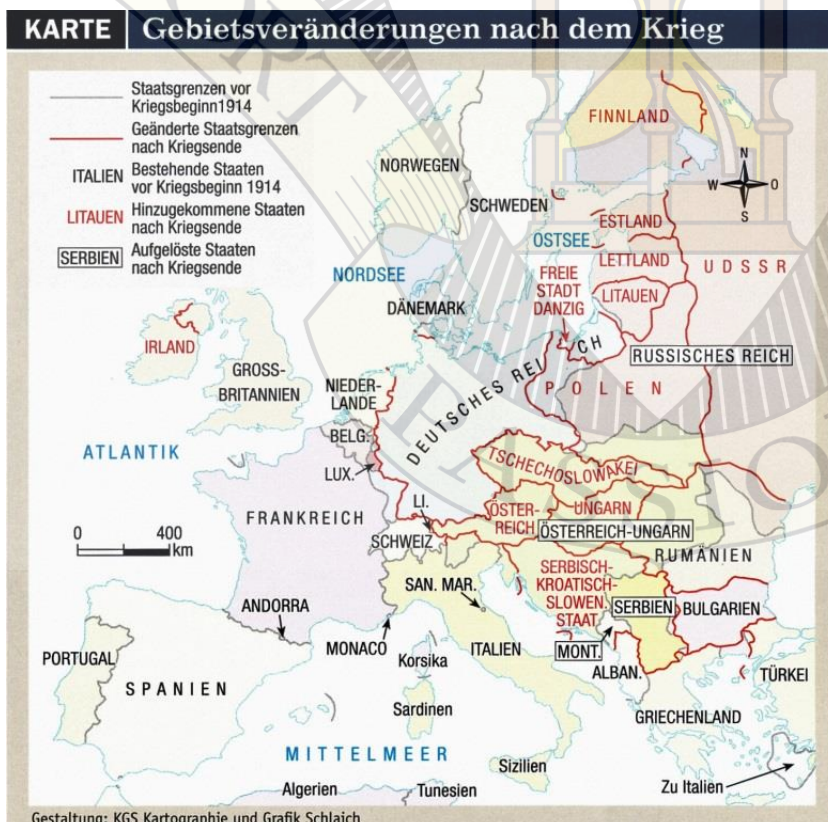 KARTE Gebietsveränderungen nach dem Krieg
Staatsgrenzen vor
Kriegsbeginn1914
Geänderte Staatsgrenzen
nach Kriegsende
ITALIEN Bestehende Staaten
vor Kriegsbeginn 1914
LITAUEN Hinzugekommene Staaten
nach Kriegsende
SERBIEN Aufgelöste Staaten
nach Kriegsende
FINNLAND
N
W O
S
NORWEGEN
SCHWEDEN
ESTLAND
OSTSEE
LETTLAND
UDSSR
NORDSEE
FREIE
STADT
DANZIG
LITAUEN
DÄNEMARK
IRLAND
GROSS-
BRITANNIEN
RUSSISCHES REICH
NIEDER-
LANDE
DEUTSCHES REICH
POLEN
BELG.
ATLANTIK
LUX.
TSCHECHOSLOWAKEI
LI.
FRANKREICH
ÖSTER-
REICH
UNGARN
ÖSTERREICH-UNGARN
SCHWEIZ
0 400
km
RUMÄNIEN
SAN. MAR.
SERBISCH-
KROATISCH-
SLOWEN.
STAAT
SERBIEN
BULGARIEN
ANDORRA
MONACO
ITALIEN
MONT.
ALBAN.
Korsika
PORTUGAL
SPANIEN
TÜRKEI
Sardinen
GRIECHENLAND
MITTELMEER
Sizilien
Zu Italien
Algerien
Tunesien
Gestaltung: KGS Kartographie und Grafik Schlaich
PASSIO
ORT